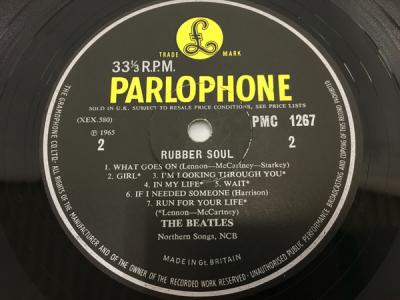 £
TRADE MARK
33⅓ R.P.M.
PARLOPHONE
SOLD IN U.K. SUBJECT TO RESALE PRICE CONDITIONS, SEE PRICE LISTS
(XEX.580)
PMC 1267
℗ 1965
2
2
RUBBER SOUL
1. WHAT GOES ON (Lennon—McCartney—Starkey)
2. GIRL* 3. I'M LOOKING THROUGH YOU*
4. IN MY LIFE* 5. WAIT*
6. IF I NEEDED SOMEONE (Harrison)
7. RUN FOR YOUR LIFE*
(*Lennon—McCartney)
THE BEATLES
Northern Songs, NCB
MADE IN GT. BRITAIN
THE GRAMOPHONE CO. LTD. · ALL RIGHTS OF THE MANUFACTURER AND OF THE OWNER OF THE RECORDED WORK RESERVED · UNAUTHORISED PUBLIC PERFORMANCE, BROADCASTING AND COPYING OF THIS RECORD PROHIBITED